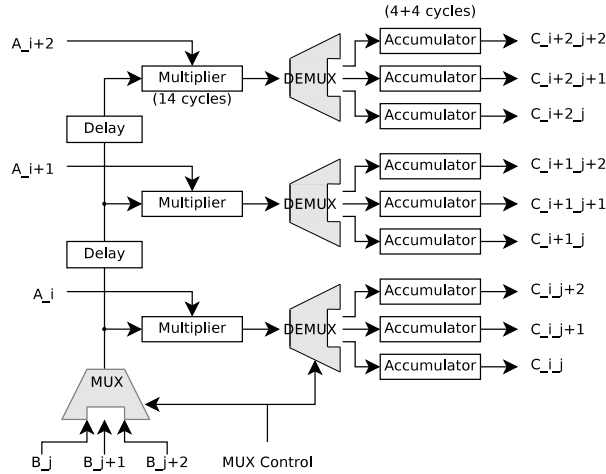 (4+4 cycles)
A_i+2
Accumulator
C_i+2_j+2
Multiplier
DEMUX
Accumulator
C_i+2_j+1
(14 cycles)
Accumulator
C_i+2_j
Delay
A_i+1
Accumulator
C_i+1_j+2
Multiplier
DEMUX
Accumulator
C_i+1_j+1
Accumulator
C_i+1_j
Delay
A_i
Accumulator
C_i_j+2
Multiplier
DEMUX
Accumulator
C_i_j+1
Accumulator
C_i_j
MUX
B_j
B_j+1
B_j+2
MUX Control